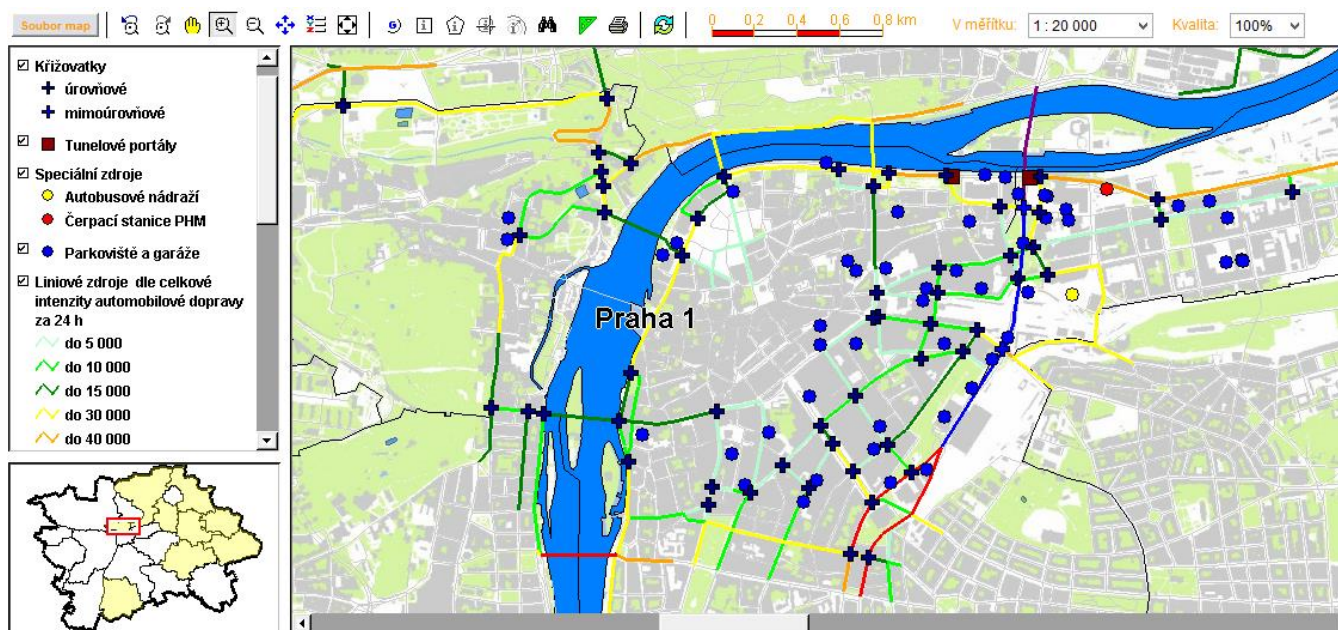 Soubor map
0 0,2 0,4 0,6 0,8 km
V měřítku: 1 : 20 000
Kvalita: 100%
Křižovatky
úrovňové
mimoúrovňové
Tunelové portály
Speciální zdroje
Autobusové nádraží
Čerpací stanice PHM
Parkoviště a garáže
Liniové zdroje dle celkové
intenzity automobilové dopravy
za 24 h
do 5 000
do 10 000
do 15 000
do 30 000
do 40 000
Praha 1